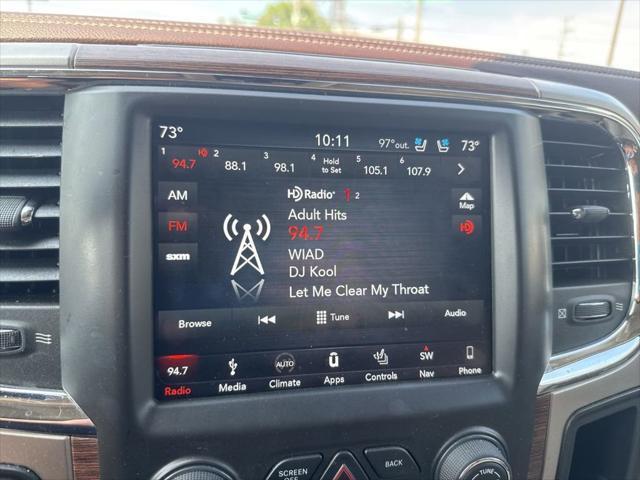 73° 10:11 97° out. 73°
1 94.7 HD 2 88.1 3 98.1 4 Hold to Set 5 105.1 6 107.9
AM HD Radio 1 2 Map
Adult Hits
FM 94.7 HD
WIAD
sxm DJ Kool
Let Me Clear My Throat
Browse Tune Audio
94.7 AUTO SW
Radio Media Climate Apps Controls Nav Phone
SCREEN OFF BACK TUNE